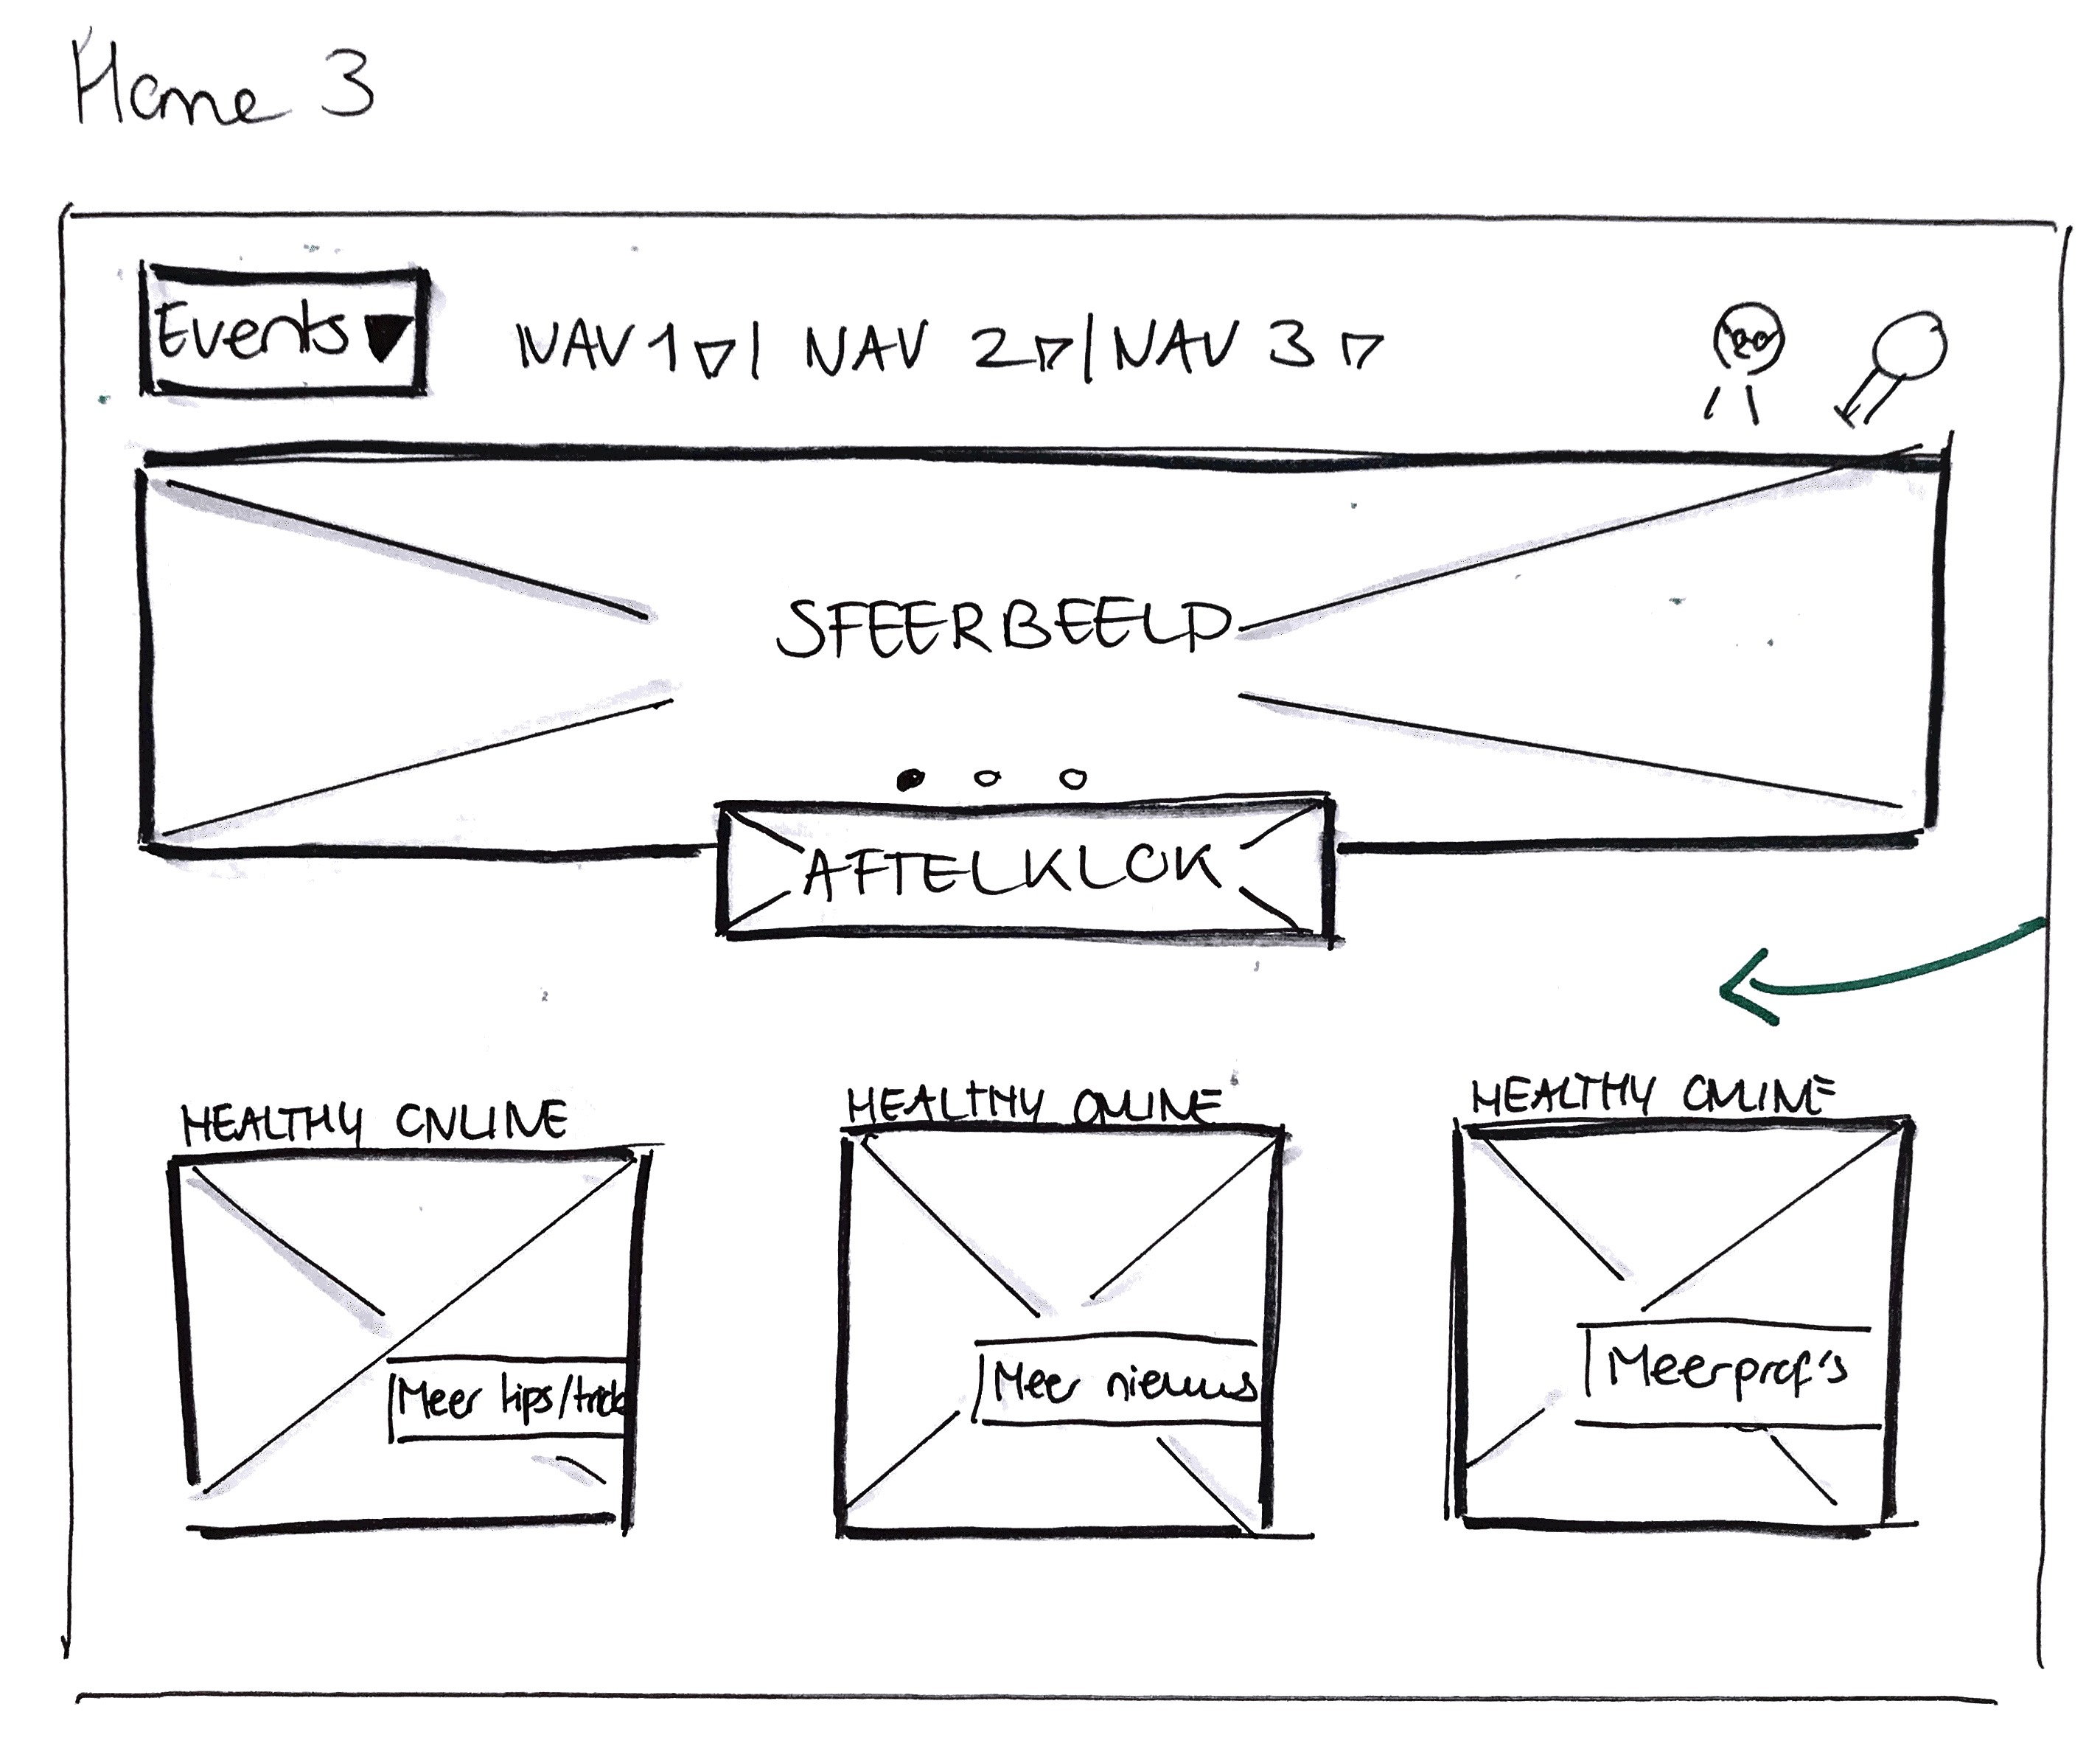 Home 3
Events
NAV 1 | NAV 2 | NAV 3
SFEERBEELD
AFTELKLOK
HEALTHY ONLINE
HEALTHY ONLINE
HEALTHY ONLINE
Meer tips/trick
Meer nieuws
Meer prof's